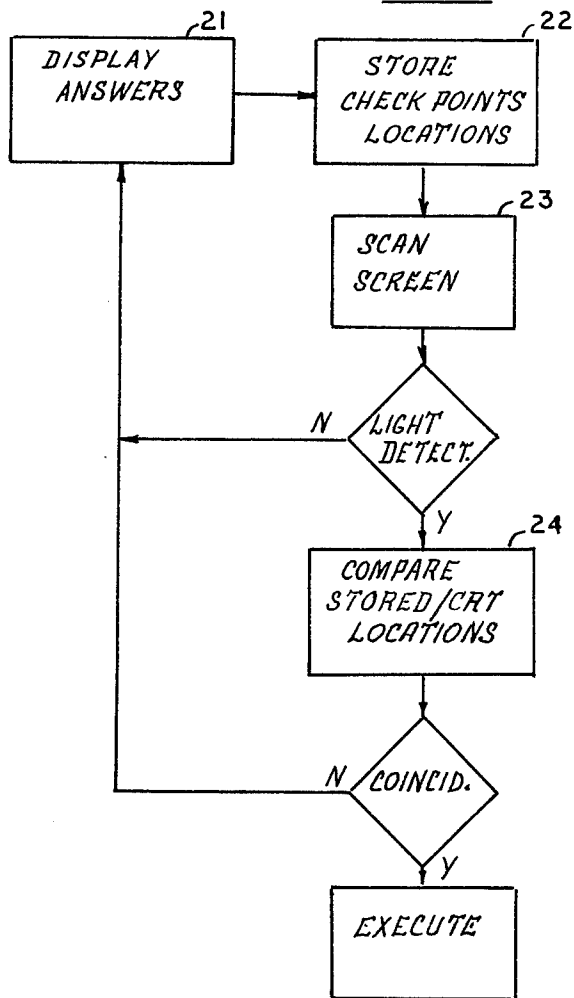 21
DISPLAY
ANSWERS
22
STORE
CHECK POINTS
LOCATIONS
23
SCAN
SCREEN
LIGHT
DETECT.
N
Y
24
COMPARE
STORED/CRT
LOCATIONS
COINCID.
N
Y
EXECUTE